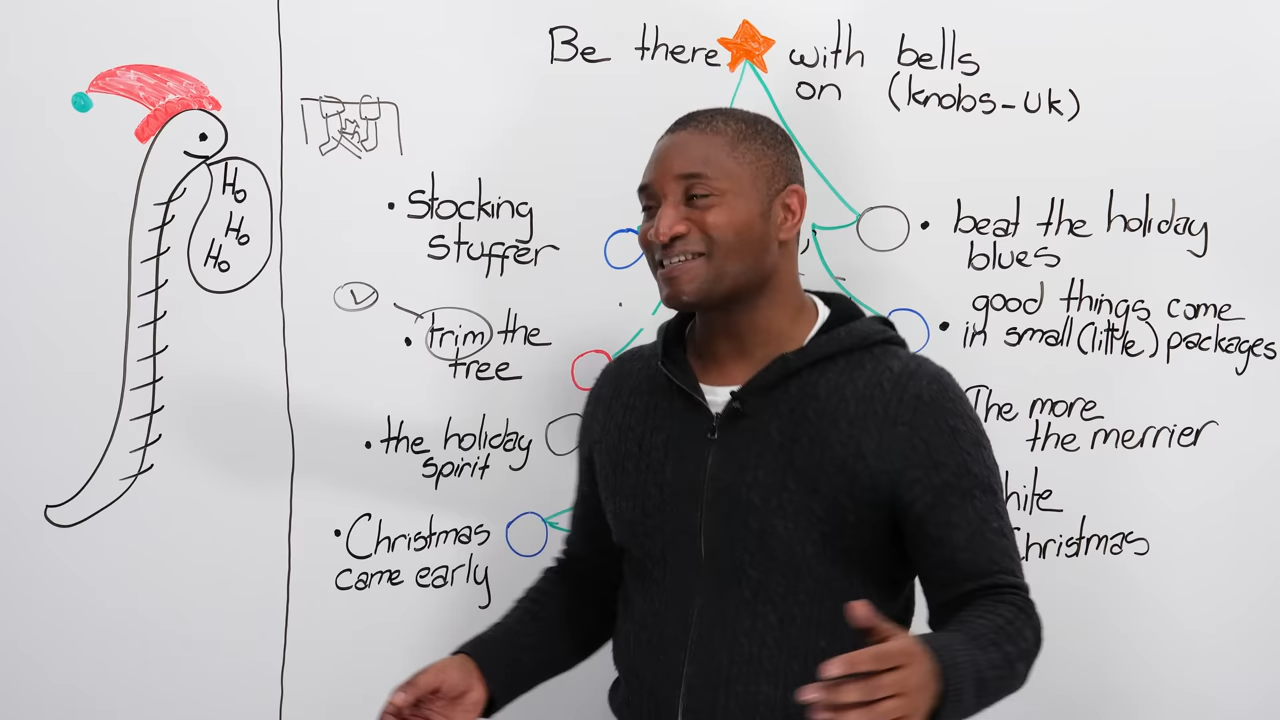 Be there with bells
on (knobs-UK)
Ho
Ho
Ho
• Stocking
stuffer
• trim the
tree
• the holiday
spirit
• Christmas
came early
• beat the holiday
blues
good things come
• in small (little) packages
The more
the merrier
hite
hristmas